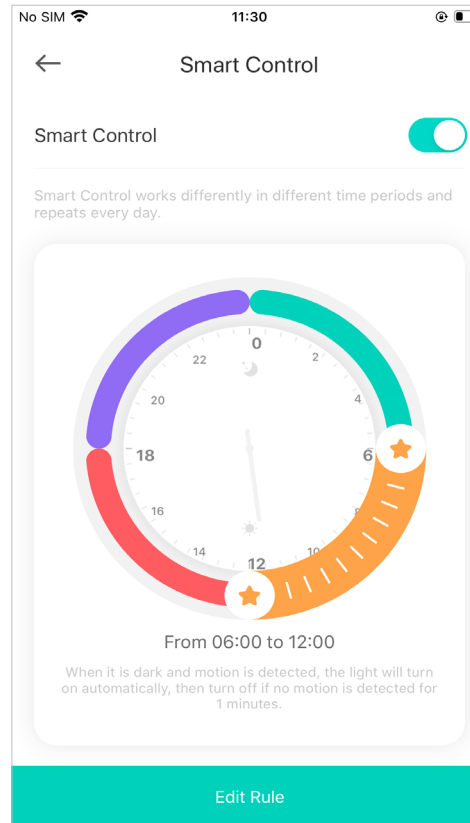 No SIM 11:30
Smart Control
Smart Control
Smart Control works differently in different time periods and
repeats every day.
0
22
2
20
4
18
6
16
8
14
10
12
From 06:00 to 12:00
When it is dark and motion is detected, the light will turn
on automatically, then turn off if no motion is detected for
1 minutes.
Edit Rule